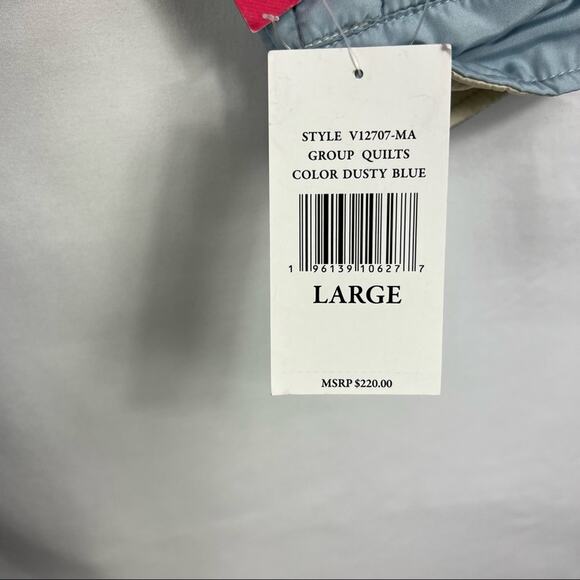 STYLE V12707-MA
GROUP QUILTS
COLOR DUSTY BLUE
1 96139 10627 7
LARGE
MSRP $220.00